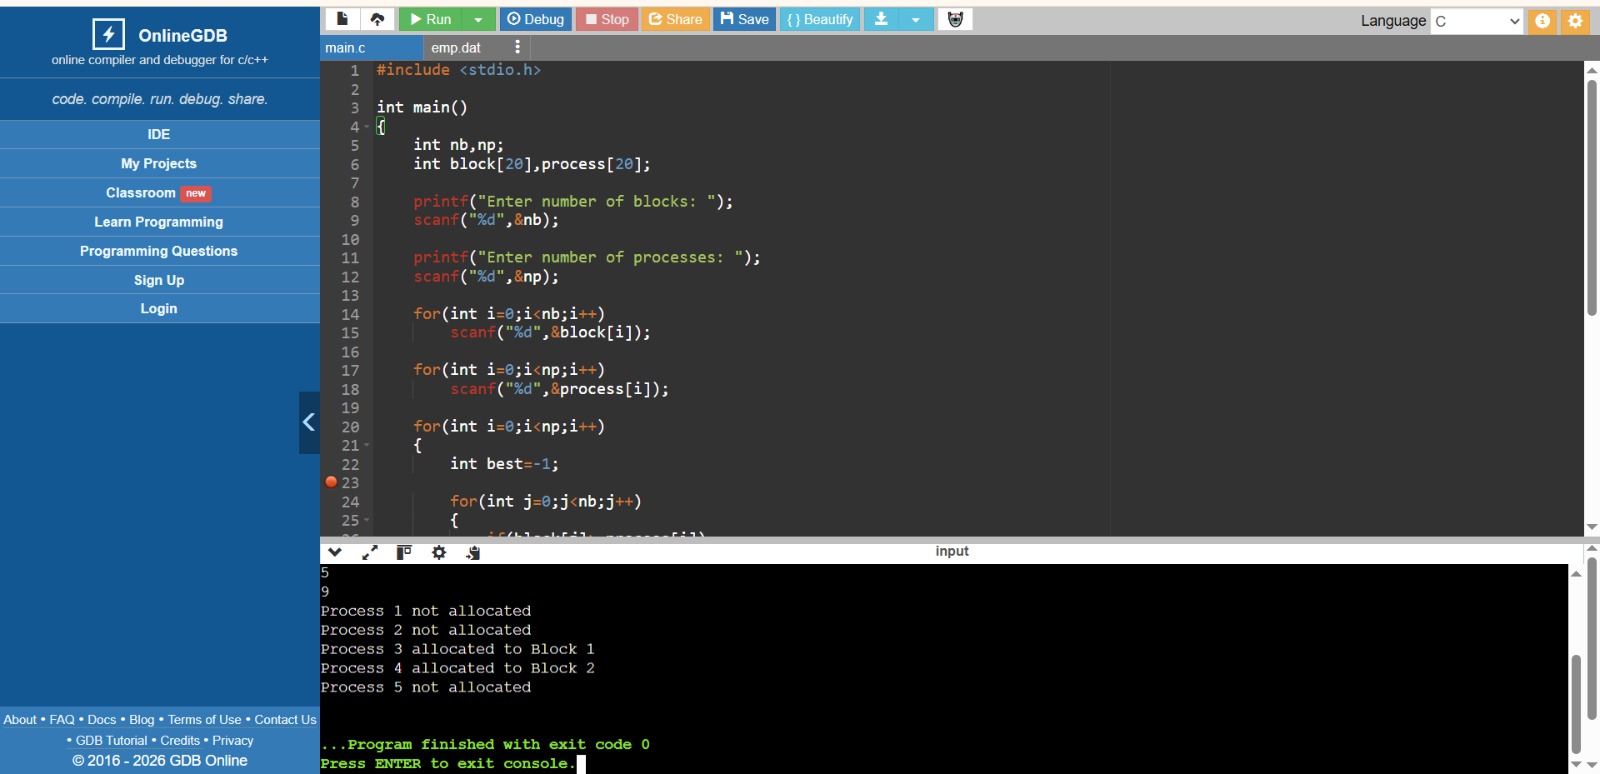 OnlineGDB
online compiler and debugger for c/c++
code. compile. run. debug. share.
IDE
My Projects
Classroom new
Learn Programming
Programming Questions
Sign Up
Login
About • FAQ • Docs • Blog • Terms of Use • Contact Us
• GDB Tutorial • Credits • Privacy
© 2016 - 2026 GDB Online
Run Debug Stop Share Save { } Beautify Language C
main.c emp.dat
1 #include <stdio.h>
2
3 int main()
4 {
5 int nb,np;
6 int block[20],process[20];
7
8 printf("Enter number of blocks: ");
9 scanf("%d",&nb);
10
11 printf("Enter number of processes: ");
12 scanf("%d",&np);
13
14 for(int i=0;i<nb;i++)
15 scanf("%d",&block[i]);
16
17 for(int i=0;i<np;i++)
18 scanf("%d",&process[i]);
19
20 for(int i=0;i<np;i++)
21 {
22 int best=-1;
23
24 for(int j=0;j<nb;j++)
25 {
input
5
9
Process 1 not allocated
Process 2 not allocated
Process 3 allocated to Block 1
Process 4 allocated to Block 2
Process 5 not allocated
...Program finished with exit code 0
Press ENTER to exit console.